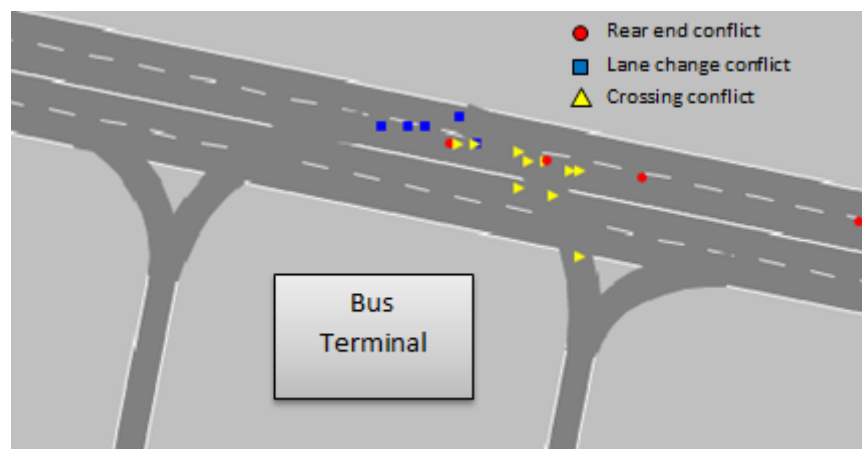 Rear end conflict
Lane change conflict
Crossing conflict
Bus
Terminal